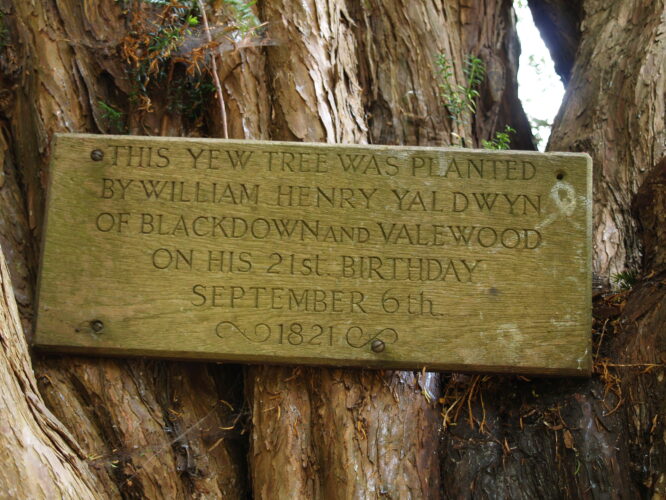 THIS YEW TREE WAS PLANTED
BY WILLIAM HENRY YALDWYN
OF BLACKDOWN AND VALEWOOD
ON HIS 21st. BIRTHDAY
SEPTEMBER 6th.
1821